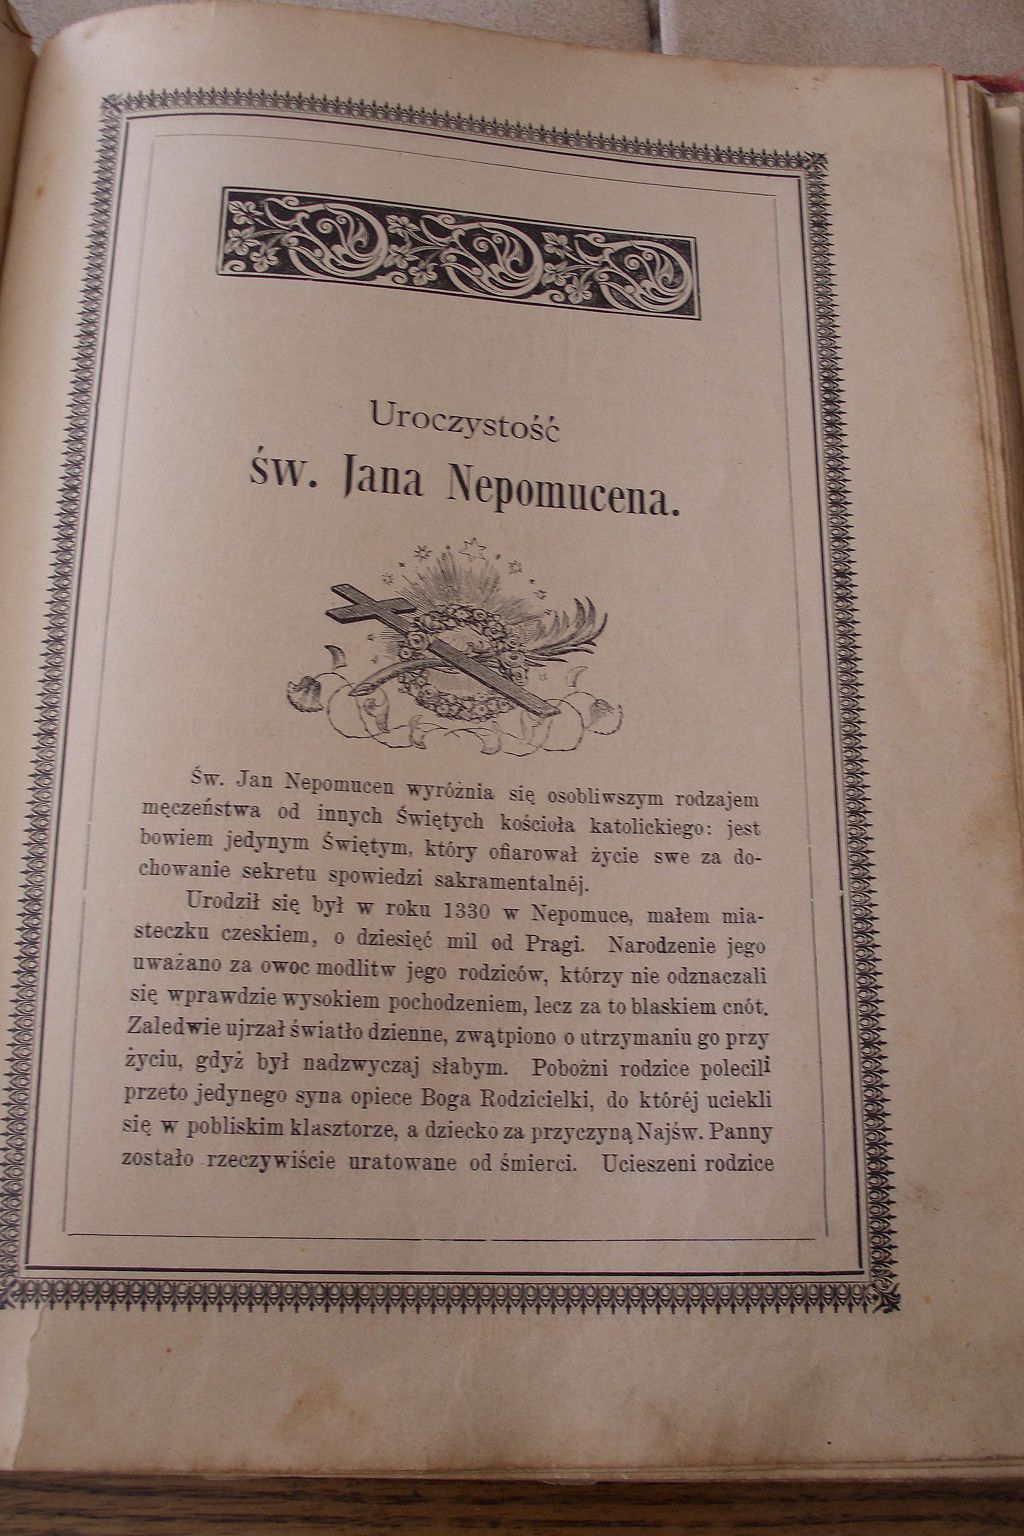 Uroczystość
św. Jana Nepomucena.
Św. Jan Nepomucen wyróżnia się osobliwszym rodzajem
męczeństwa od innych Świętych kościoła katolickiego: jest
bowiem jedynym Świętym, który ofiarował życie swe za do-
chowanie sekretu spowiedzi sakramentalnéj.
Urodził się był w roku 1330 w Nepomuce, małem mia-
steczku czeskiem, o dziesięć mil od Pragi. Narodzenie jego
uważano za owoc modlitw jego rodziców, którzy nie odznaczali
się wprawdzie wysokiem pochodzeniem, lecz za to blaskiem cnót.
Zaledwie ujrzał światło dzienne, zwątpiono o utrzymaniu go przy
życiu, gdyż był nadzwyczaj słabym. Pobożni rodzice polecili
przeto jedynego syna opiece Boga Rodzicielki, do któréj uciekli
się w pobliskim klasztorze, a dziecko za przyczyną Najśw. Panny
zostało rzeczywiście uratowane od śmierci. Ucieszeni rodzice